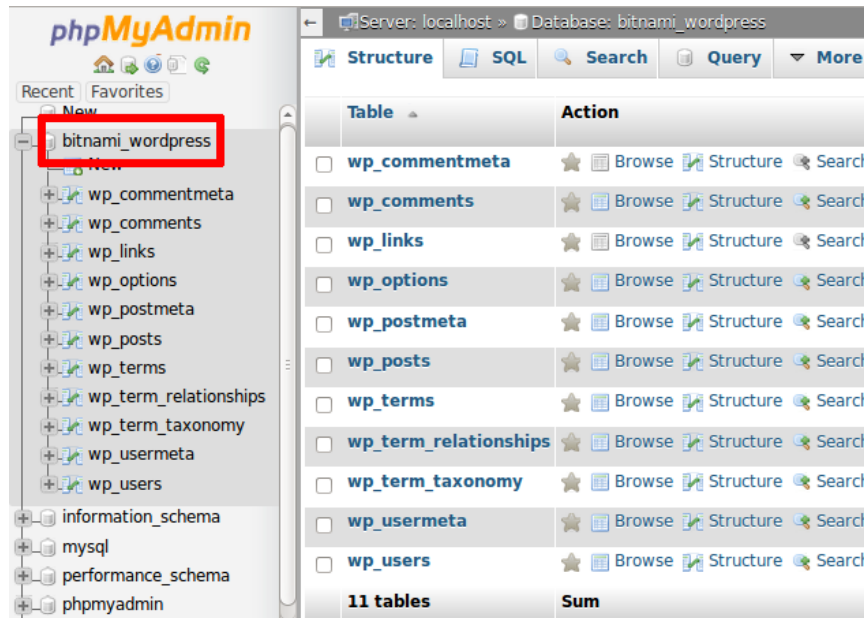 phpMyAdmin
Recent Favorites
New
bitnami_wordpress
New
wp_commentmeta
wp_comments
wp_links
wp_options
wp_postmeta
wp_posts
wp_terms
wp_term_relationships
wp_term_taxonomy
wp_usermeta
wp_users
information_schema
mysql
performance_schema
phpmyadmin
← Server: localhost » Database: bitnami_wordpress
Structure SQL Search Query More
Table Action
wp_commentmeta Browse Structure Search
wp_comments Browse Structure Search
wp_links Browse Structure Search
wp_options Browse Structure Search
wp_postmeta Browse Structure Search
wp_posts Browse Structure Search
wp_terms Browse Structure Search
wp_term_relationships Browse Structure Search
wp_term_taxonomy Browse Structure Search
wp_usermeta Browse Structure Search
wp_users Browse Structure Search
11 tables Sum